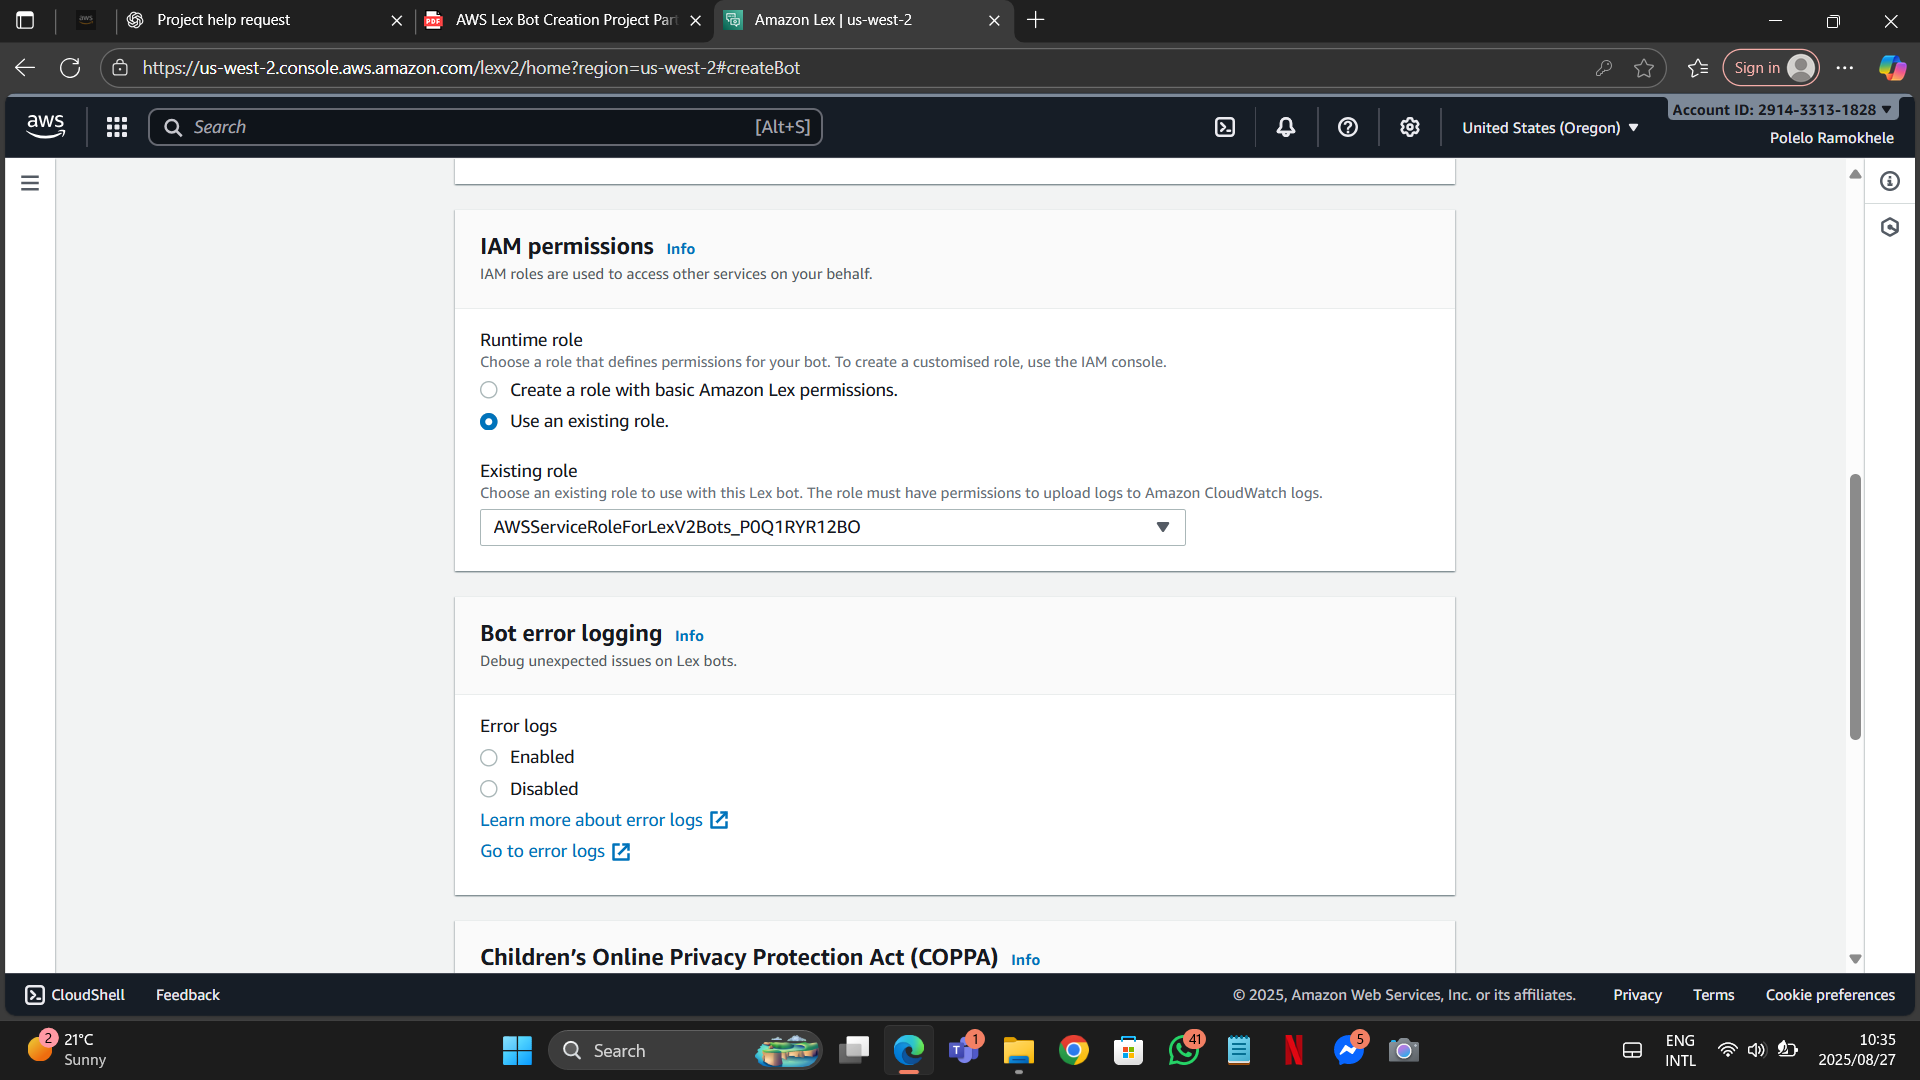 Project help request
AWS Lex Bot Creation Project Part
Amazon Lex | us-west-2
https://us-west-2.console.aws.amazon.com/lexv2/home?region=us-west-2#createBot
Sign in
aws
Search
[Alt+S]
United States (Oregon)
Account ID: 2914-3313-1828
Polelo Ramokhele
IAM permissions Info
IAM roles are used to access other services on your behalf.
Runtime role
Choose a role that defines permissions for your bot. To create a customised role, use the IAM console.
Create a role with basic Amazon Lex permissions.
Use an existing role.
Existing role
Choose an existing role to use with this Lex bot. The role must have permissions to upload logs to Amazon CloudWatch logs.
AWSServiceRoleForLexV2Bots_P0Q1RYR12BO
Bot error logging Info
Debug unexpected issues on Lex bots.
Error logs
Enabled
Disabled
Learn more about error logs
Go to error logs
Children’s Online Privacy Protection Act (COPPA) Info
CloudShell
Feedback
© 2025, Amazon Web Services, Inc. or its affiliates.
Privacy
Terms
Cookie preferences
2
21°C
Sunny
Search
1
41
5
ENG
INTL
10:35
2025/08/27